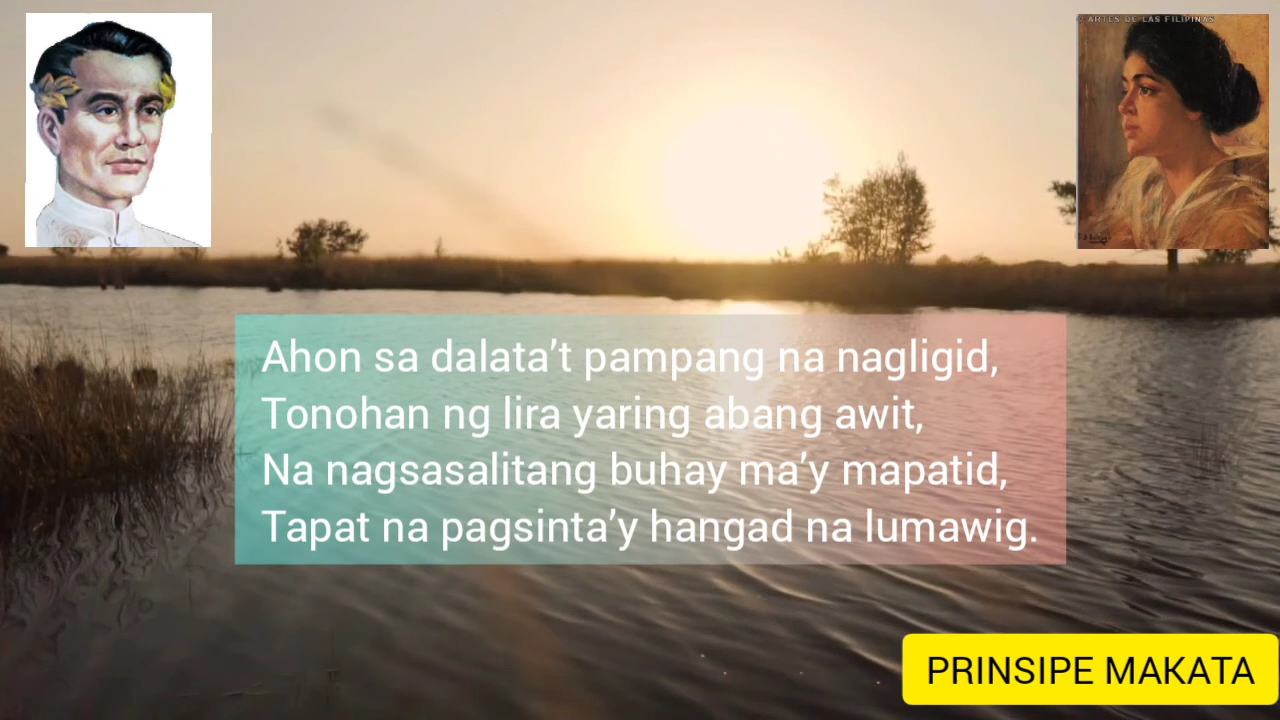 © ARTES DE LAS FILIPINAS
Ahon sa dalata’t pampang na nagligid,
Tonohan ng lira yaring abang awit,
Na nagsasalitang buhay ma’y mapatid,
Tapat na pagsinta’y hangad na lumawig.
PRINSIPE MAKATA